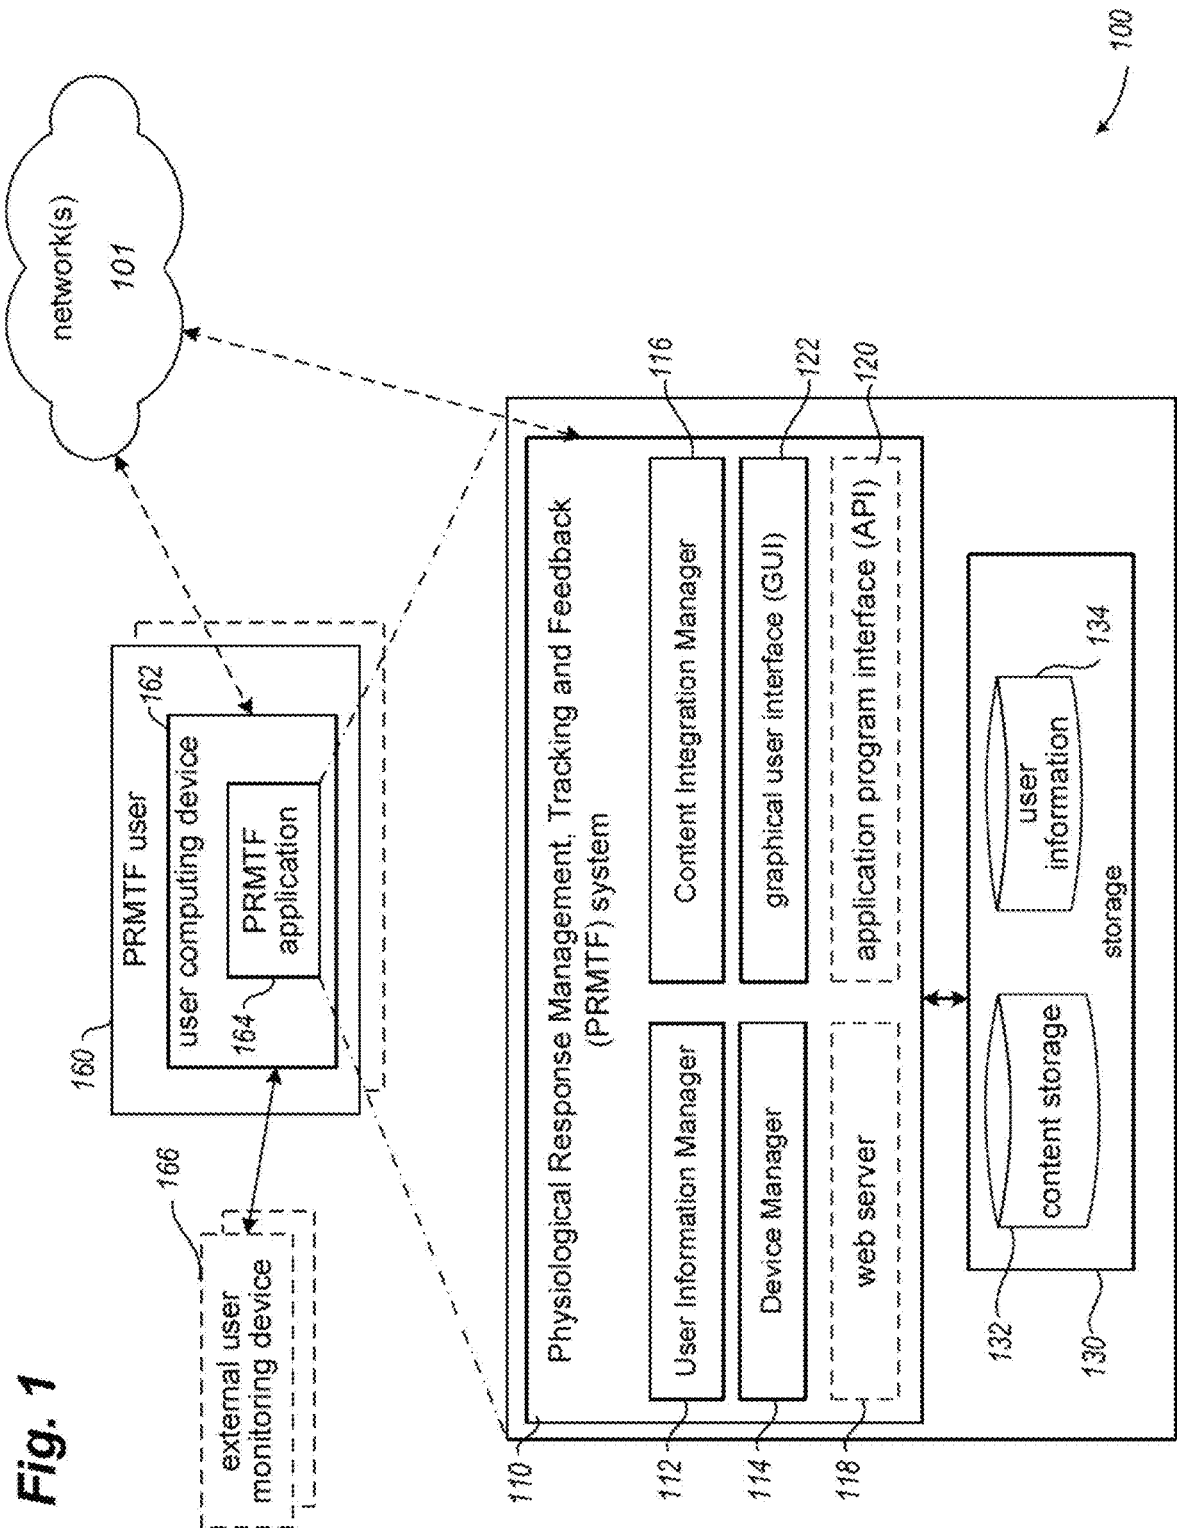 Fig. 1
100
network(s)
101
160
PRMTF user
162
user computing device
164
PRMTF
application
166
external user
monitoring device
110
Physiological Response Management, Tracking and Feedback
(PRMTF) system
112
User Information Manager
116
Content Integration Manager
114
Device Manager
122
graphical user interface (GUI)
118
web server
120
application program interface (API)
132
content storage
134
user
information
130
storage